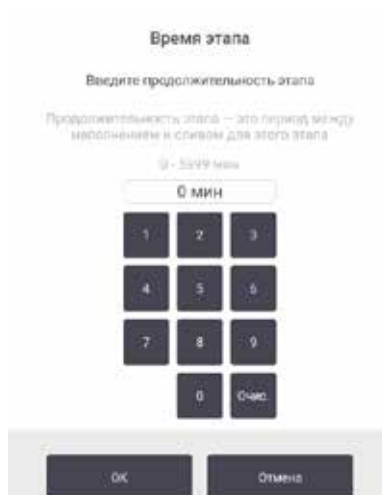 Время этапа
Введите продолжительность этапа
Продолжительность этапа — это период между
наполнением и сливом для этого этапа
0 - 5999 мин
0 мин
1 2 3
4 5 6
7 8 9
0 Очис.
OK Отмена